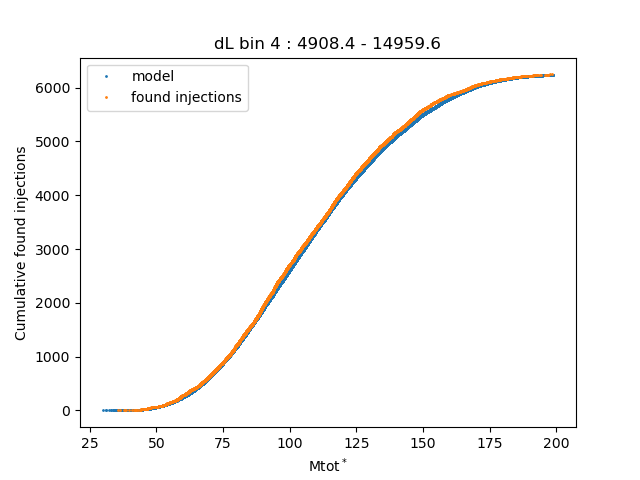 dL bin 4 : 4908.4 - 14959.6
model
found injections
Cumulative found injections
6000
5000
4000
3000
2000
1000
0
25 50 75 100 125 150 175 200
Mtot*